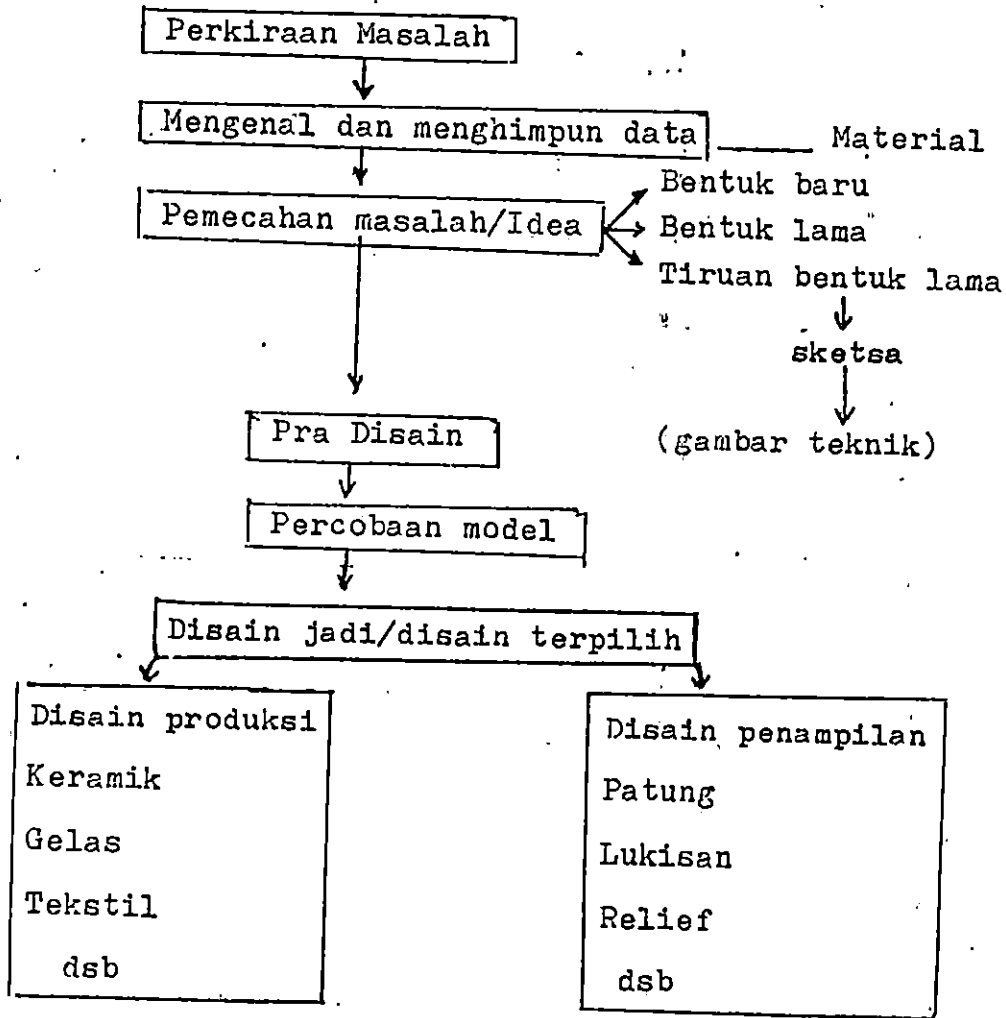 Perkiraan Masalah
Mengenal dan menghimpun data
Material
Pemecahan masalah/Idea
Bentuk baru
Bentuk lama
Tiruan bentuk lama
sketsa
(gambar teknik)
Pra Disain
Percobaan model
Disain jadi/disain terpilih
Disain produksi
Keramik
Gelas
Tekstil
dsb
Disain penampilan
Patung
Lukisan
Relief
dsb